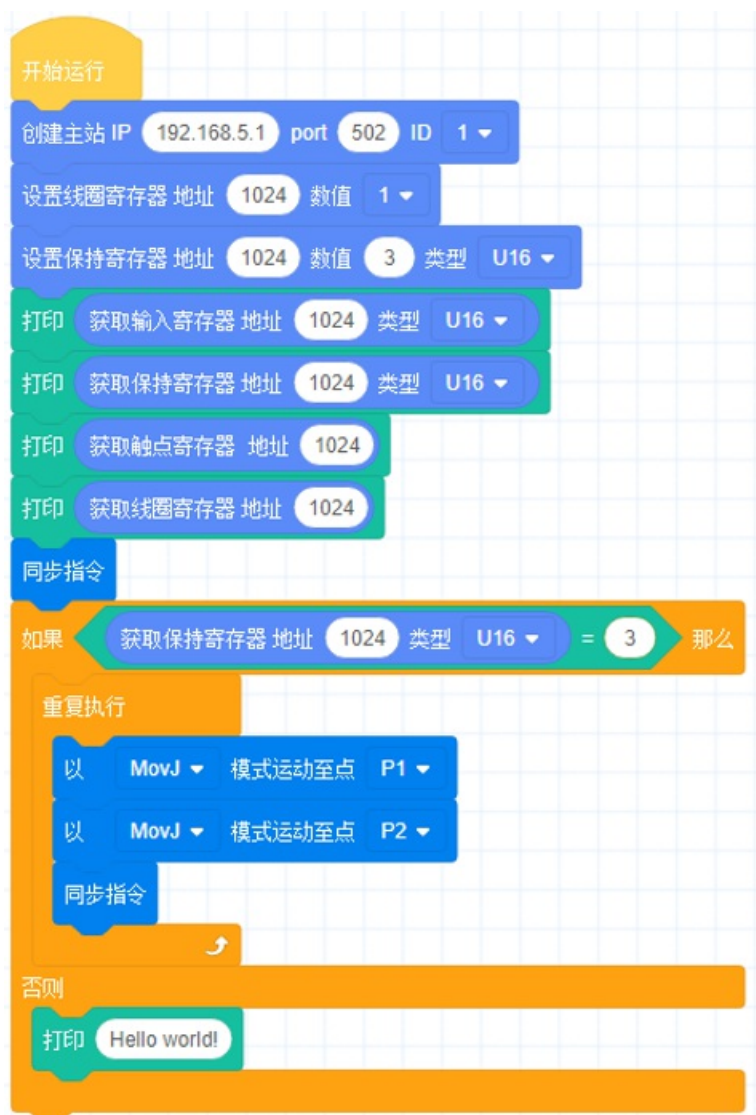 开始运行
创建主站 IP 192.168.5.1 port 502 ID 1
设置线圈寄存器 地址 1024 数值 1
设置保持寄存器 地址 1024 数值 3 类型 U16
打印 获取输入寄存器 地址 1024 类型 U16
打印 获取保持寄存器 地址 1024 类型 U16
打印 获取触点寄存器 地址 1024
打印 获取线圈寄存器 地址 1024
同步指令
如果 获取保持寄存器 地址 1024 类型 U16 = 3 那么
重复执行
以 MovJ 模式运动至点 P1
以 MovJ 模式运动至点 P2
同步指令
否则
打印 Hello world!